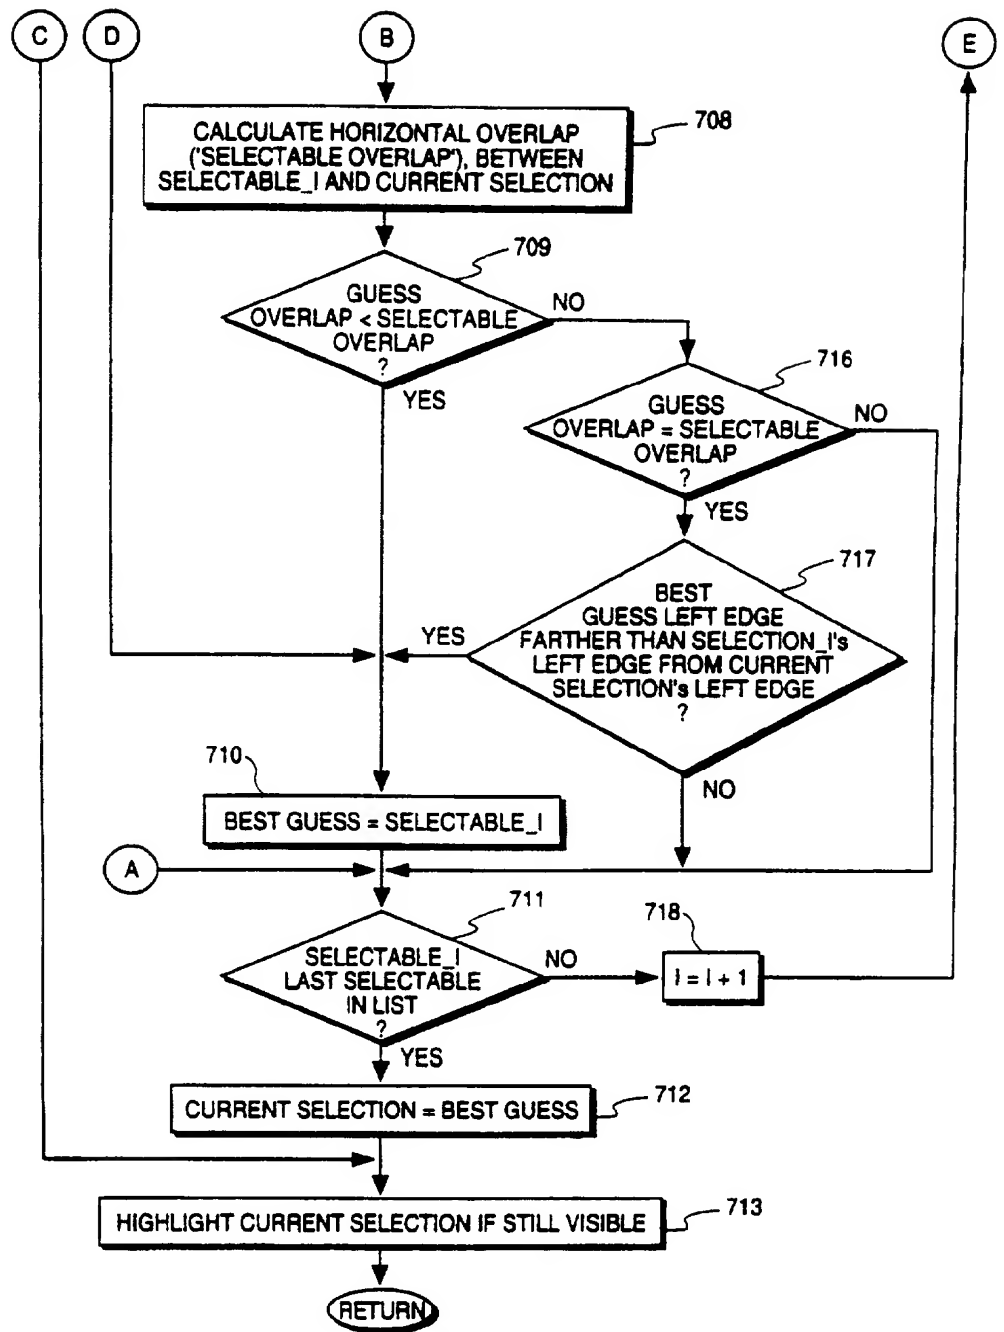 C
D
B
E
CALCULATE HORIZONTAL OVERLAP
('SELECTABLE OVERLAP'), BETWEEN
SELECTABLE_I AND CURRENT SELECTION
708
709
GUESS
OVERLAP < SELECTABLE
OVERLAP
?
NO
YES
716
GUESS
OVERLAP = SELECTABLE
OVERLAP
?
NO
YES
717
BEST
GUESS LEFT EDGE
FARTHER THAN SELECTION_I's
LEFT EDGE FROM CURRENT
SELECTION's LEFT EDGE
?
YES
NO
710
BEST GUESS = SELECTABLE_I
A
711
SELECTABLE_I
LAST SELECTABLE
IN LIST
?
NO
YES
718
I = I + 1
CURRENT SELECTION = BEST GUESS
712
HIGHLIGHT CURRENT SELECTION IF STILL VISIBLE
713
RETURN